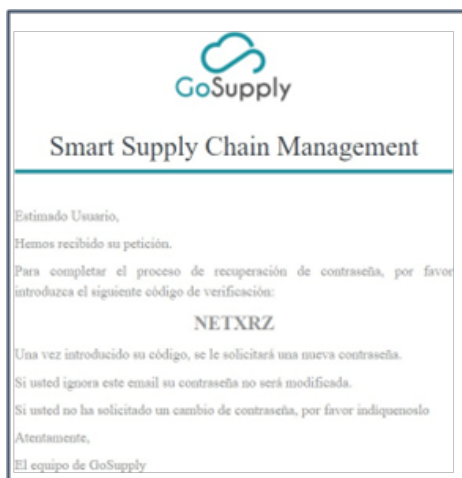 GoSupply
Smart Supply Chain Management
Estimado Usuario,
Hemos recibido su petición.
Para completar el proceso de recuperación de contraseña, por favor
introduzca el siguiente código de verificación:
NETXRZ
Una vez introducido su código, se le solicitará una nueva contraseña.
Si usted ignora este email su contraseña no será modificada.
Si usted no ha solicitado un cambio de contraseña, por favor indíquenoslo
Atentamente,
El equipo de GoSupply